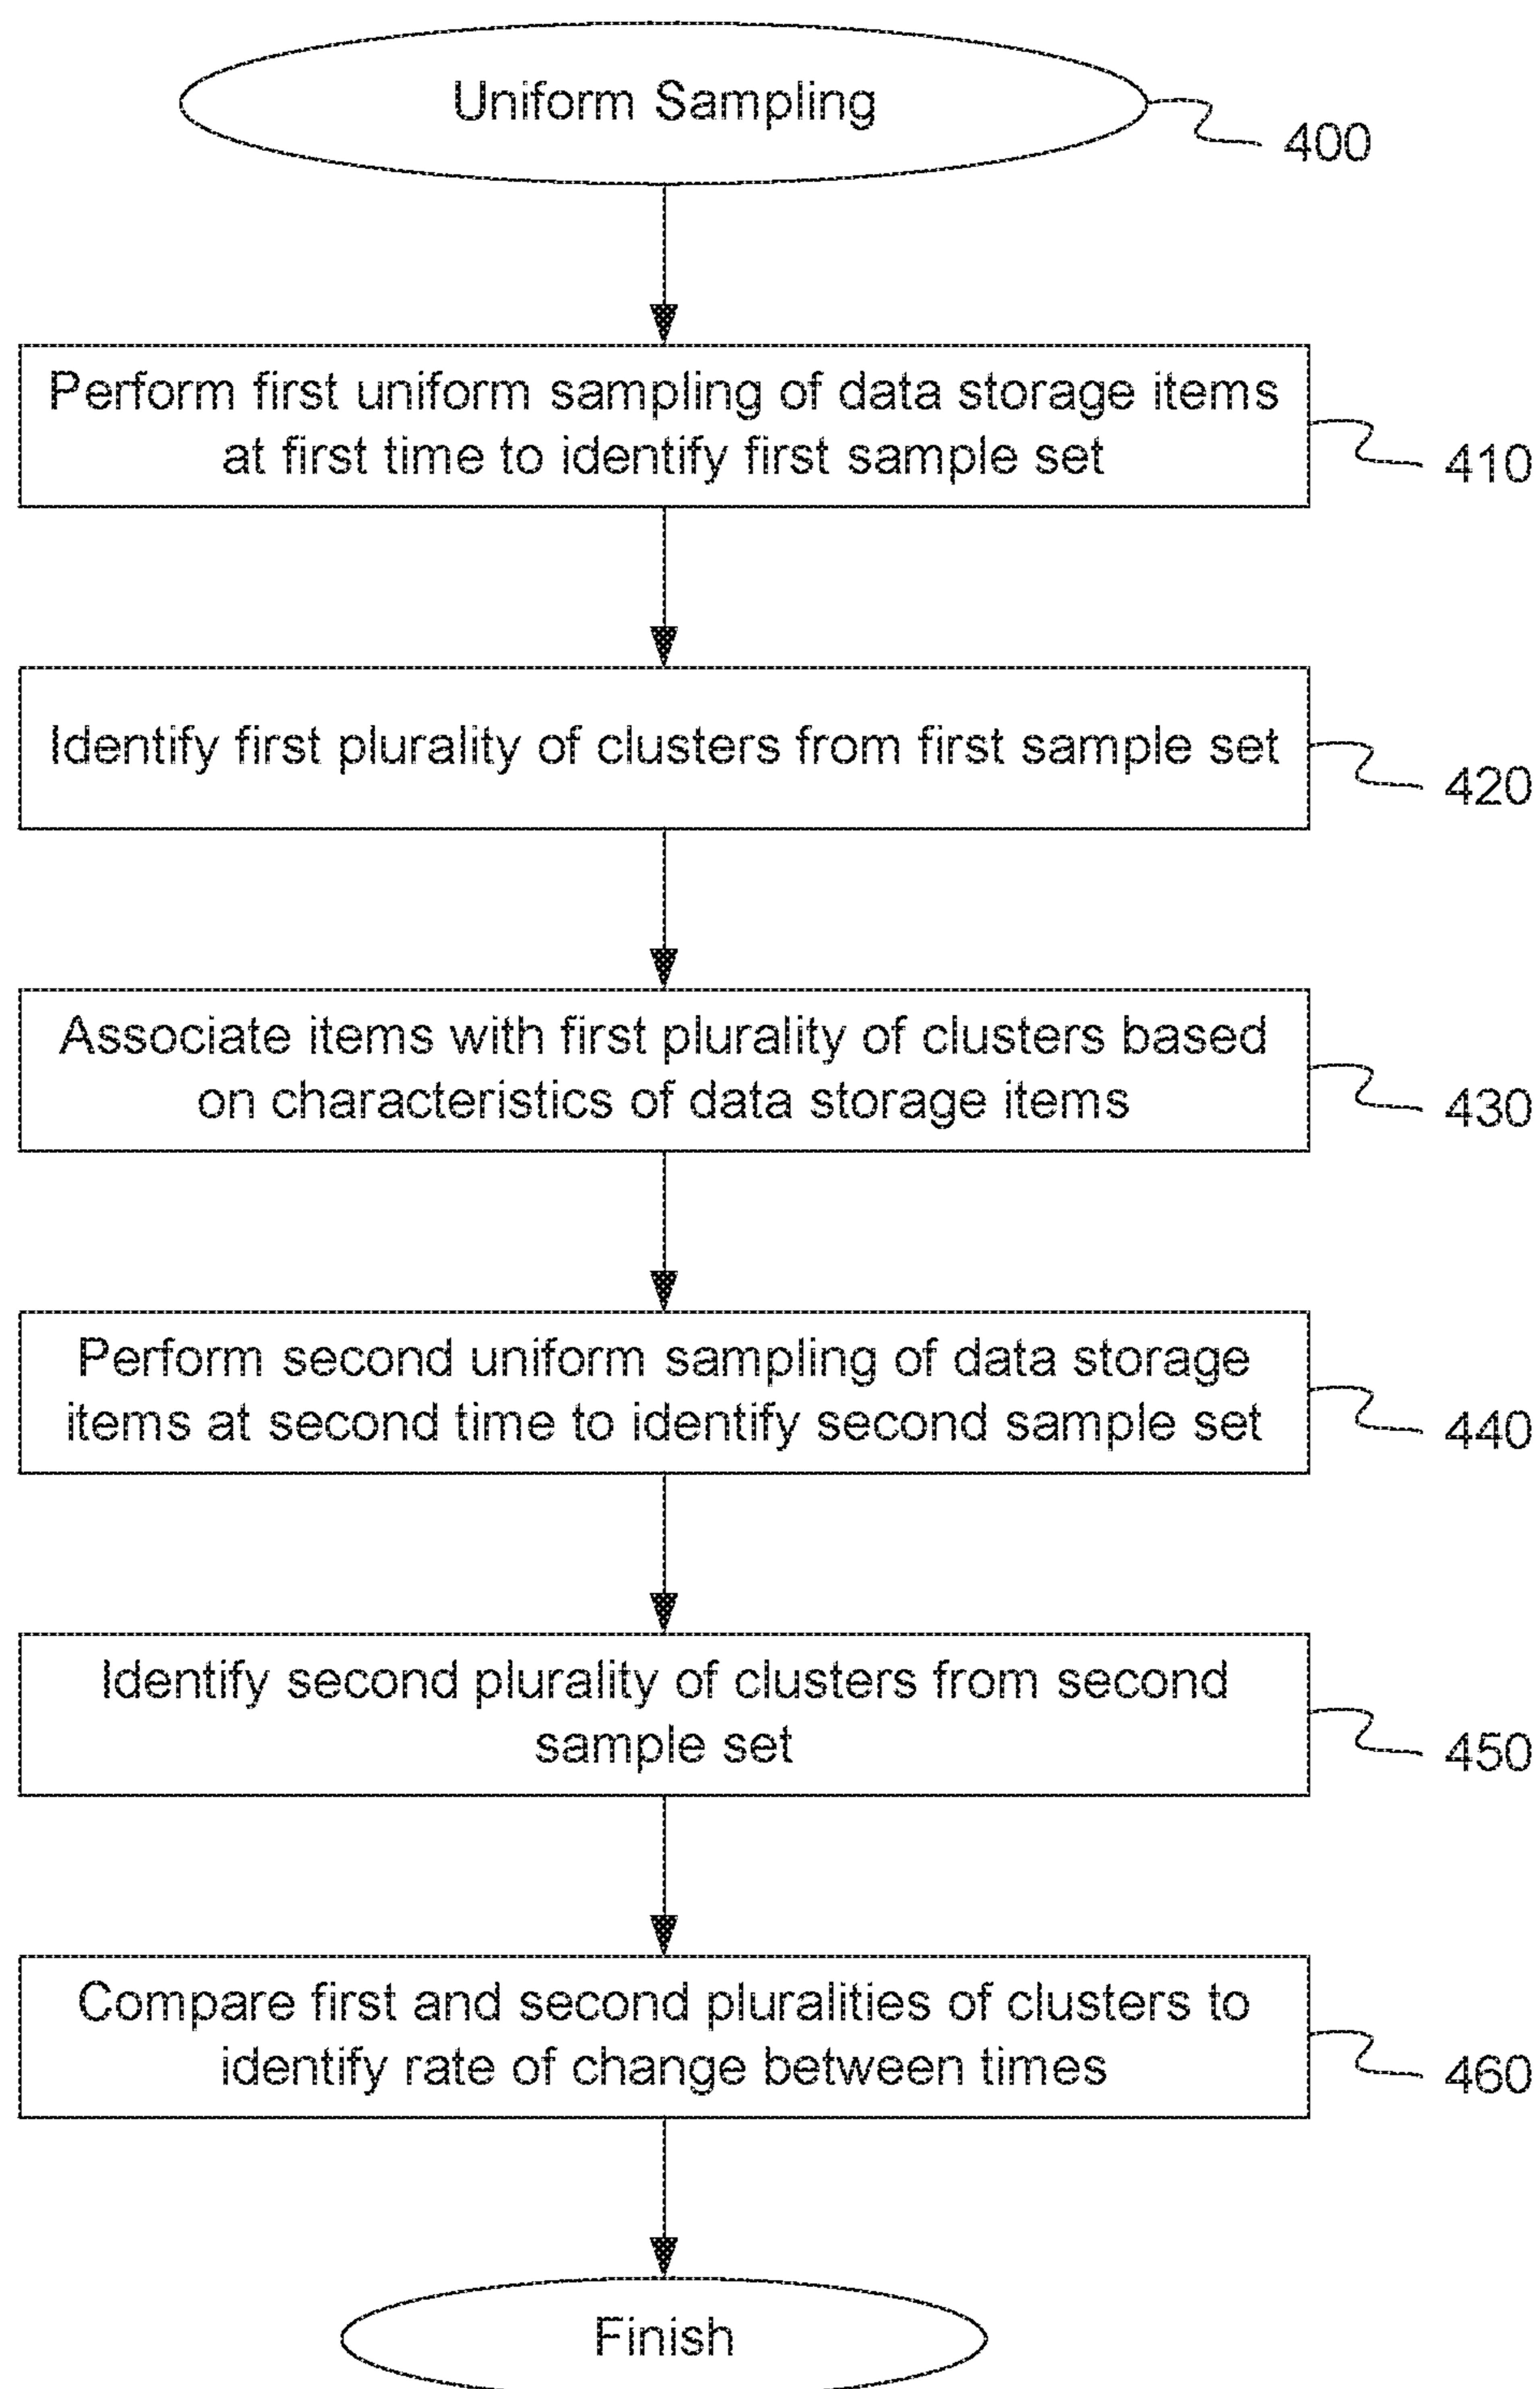 Uniform Sampling
400
Perform first uniform sampling of data storage items
at first time to identify first sample set
410
Identify first plurality of clusters from first sample set
420
Associate items with first plurality of clusters based
on characteristics of data storage items
430
Perform second uniform sampling of data storage
items at second time to identify second sample set
440
Identify second plurality of clusters from second
sample set
450
Compare first and second pluralities of clusters to
identify rate of change between times
460
Finish